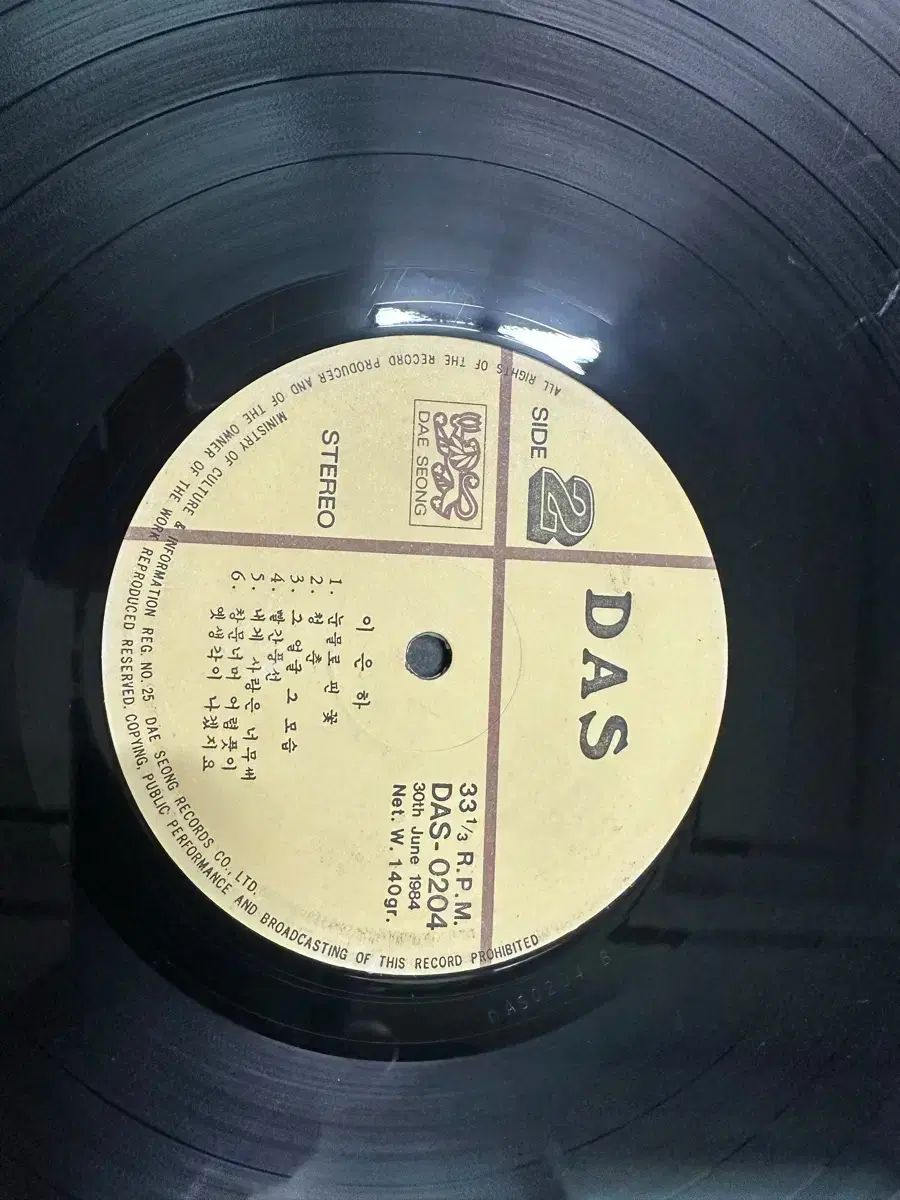 DAS
SIDE 2
DAE SEONG
STEREO
33 1/3 R.P.M.
DAS-0204
30th June 1984
Net. W. 140gr.
이 은 하
1. 눈물로 핀 꽃
2. 청 춘
3. 그 얼굴 그 모습
4. 빨간풍선
5. 내게 사랑은 너무써
6. 창문너머 어렴풋이
옛생각이 나겠지요
ALL RIGHTS OF THE RECORD PRODUCER AND OF THE OWNER OF THE WORK REPRODUCED RESERVED. COPYING, PUBLIC PERFORMANCE AND BROADCASTING OF THIS RECORD PROHIBITED
MINISTRY OF CULTURE & INFORMATION REG. NO. 25 DAE SEONG RECORDS CO., LTD.